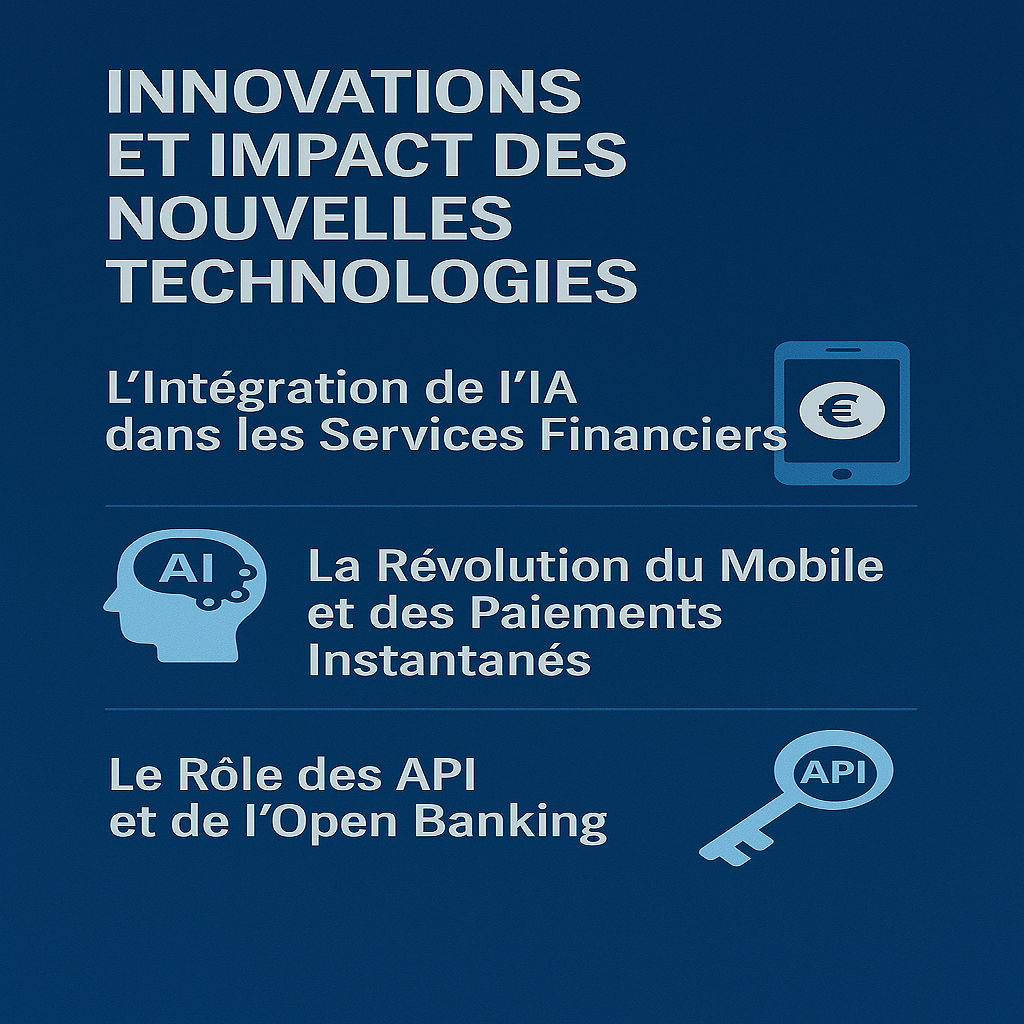 INNOVATIONS
ET IMPACT DES
NOUVELLES
TECHNOLOGIES
L’Intégration de l’IA
dans les Services Financiers
€
AI
La Révolution du Mobile
et des Paiements
Instantanés
Le Rôle des API
et de l’Open Banking
API